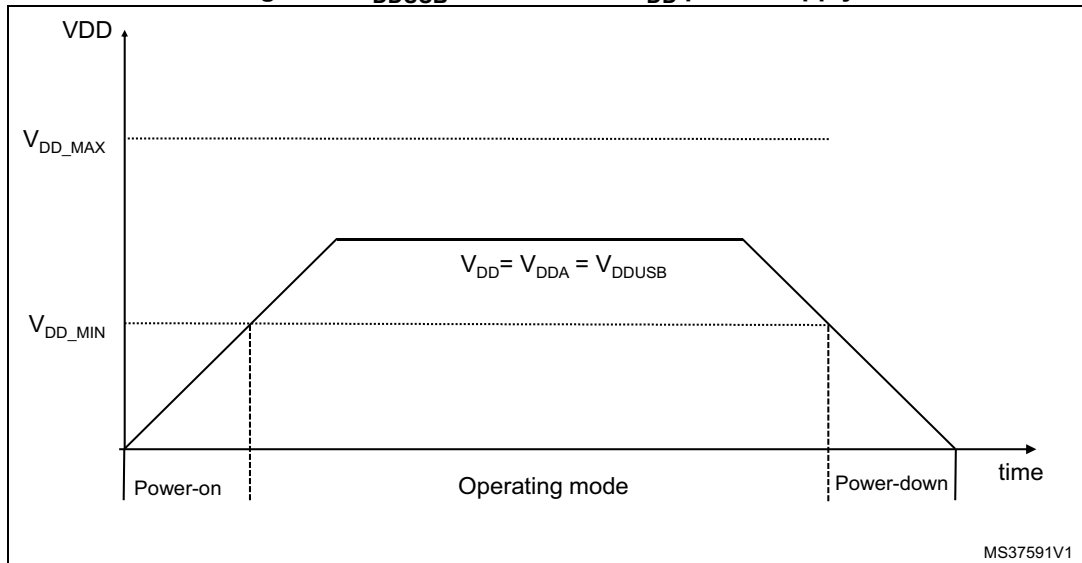 VDD
V_DD_MAX
V_DD= V_DDA = V_DDUSB
V_DD_MIN
time
Power-on
Operating mode
Power-down
MS37591V1